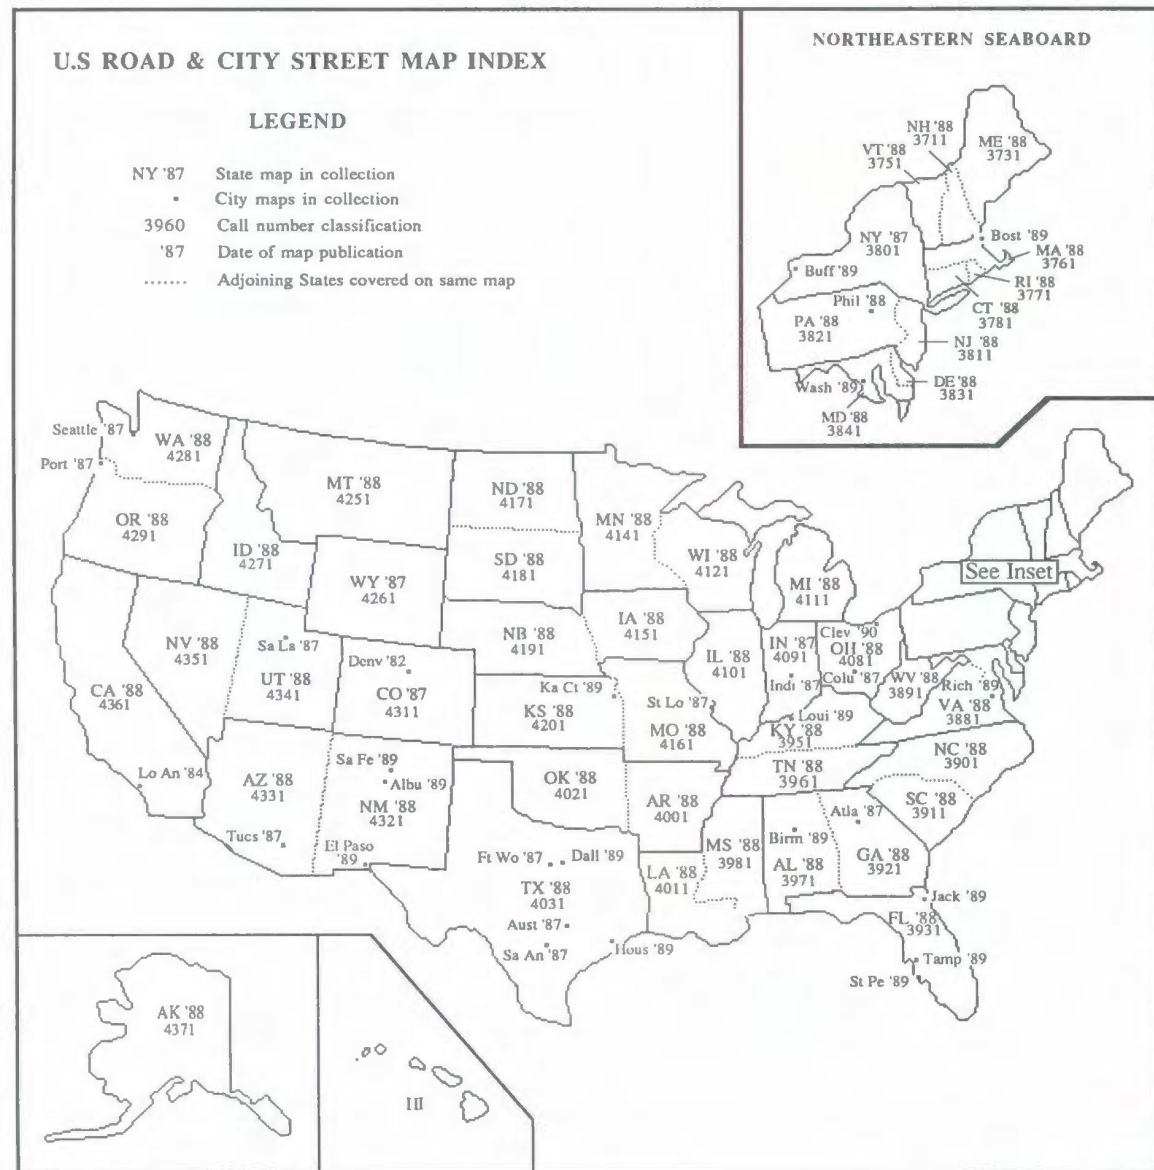 U.S ROAD & CITY STREET MAP INDEX
LEGEND
NY '87 State map in collection
City maps in collection
3960 Call number classification
'87 Date of map publication
Adjoining States covered on same map
NORTHEASTERN SEABOARD
NH '88
3711
VT '88
3751
ME '88
3731
NY '87
3801
Bost '89
MA '88
3761
Buff '89
RI '88
3771
Phil '88
CT '88
3781
PA '88
3821
NJ '88
3811
Wash '89
DE '88
3831
MD '88
3841
Seattle '87
WA '88
4281
Port '87
OR '88
4291
ID '88
4271
MT '88
4251
WY '87
4261
ND '88
4171
SD '88
4181
MN '88
4141
WI '88
4121
MI '88
4111
See Inset
NV '88
4351
Sa La '87
UT '88
4341
CA '88
4361
Denv '82
CO '87
4311
NB '88
4191
IA '88
4151
Ka Ct '89
KS '88
4201
IL '88
4101
St Lo '87
MO '88
4161
IN '87
4091
Indi '87
Clev '90
OH '88
4081
Colu '87
WV '88
3891
Rich '89
VA '88
3881
Loui '89
KY '88
3951
TN '88
3961
NC '88
3901
SC '88
3911
Lo An '84
AZ '88
4331
Tucs '87
Sa Fe '89
Albu '89
NM '88
4321
El Paso
'89
OK '88
4021
AR '88
4001
Ft Wo '87
Dall '89
TX '88
4031
Aust '87
Sa An '87
Hous '89
LA '88
4011
MS '88
3981
Birm '89
AL '88
3971
Atla '87
GA '88
3921
Jack '89
FL '88
3931
Tamp '89
St Pe '89
AK '88
4371
HI